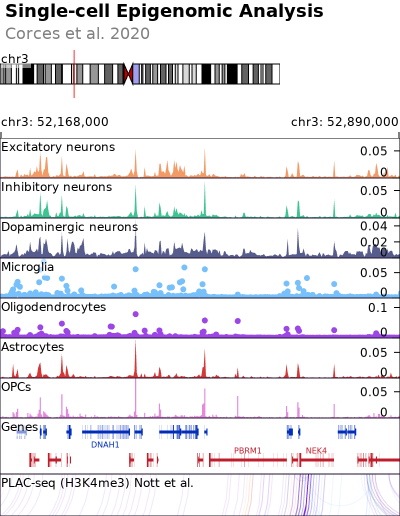 Single-cell Epigenomic Analysis
Corces et al. 2020
chr3
chr3: 52,168,000 chr3: 52,890,000
Excitatory neurons 0.05
0
Inhibitory neurons 0.05
0
Dopaminergic neurons 0.04
0.02
0
Microglia 0.05
0
Oligodendrocytes 0.1
0
Astrocytes 0.05
0
OPCs 0.05
0
Genes
DNAH1
PBRM1 NEK4
PLAC-seq (H3K4me3) Nott et al.